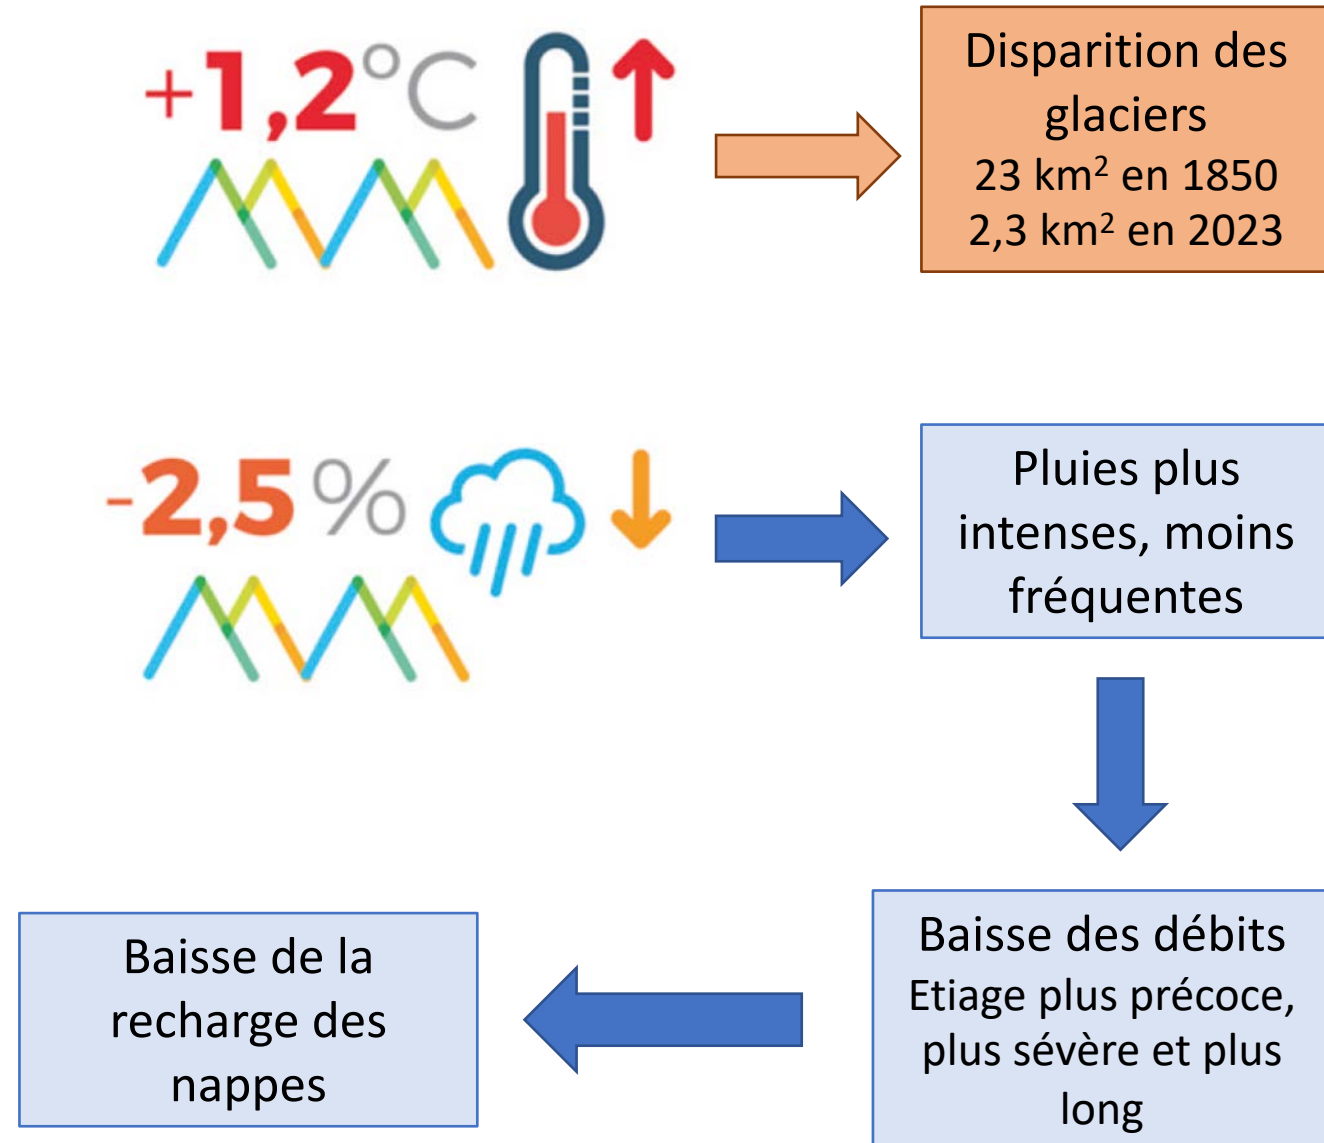 +1,2°C
Disparition des
glaciers
23 km² en 1850
2,3 km² en 2023
-2,5 %
Pluies plus
intenses, moins
fréquentes
Baisse des débits
Etiage plus précoce,
plus sévère et plus
long
Baisse de la
recharge des
nappes